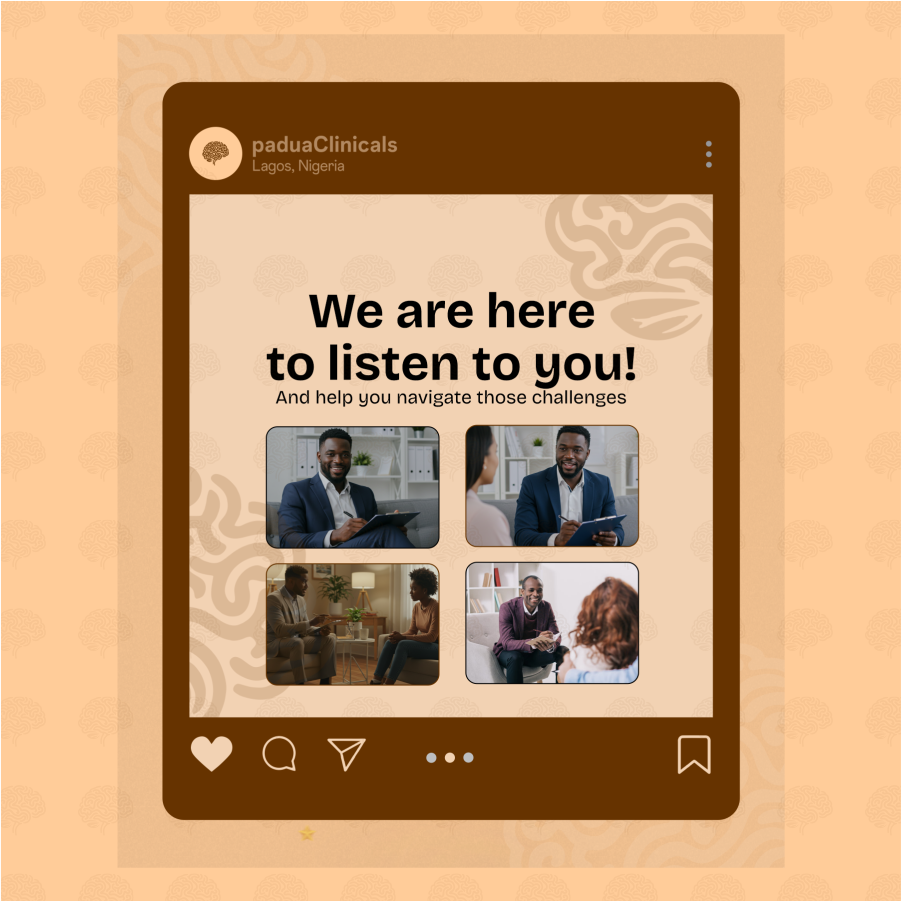 paduaClinicals
Lagos, Nigeria
We are here
to listen to you!
And help you navigate those challenges